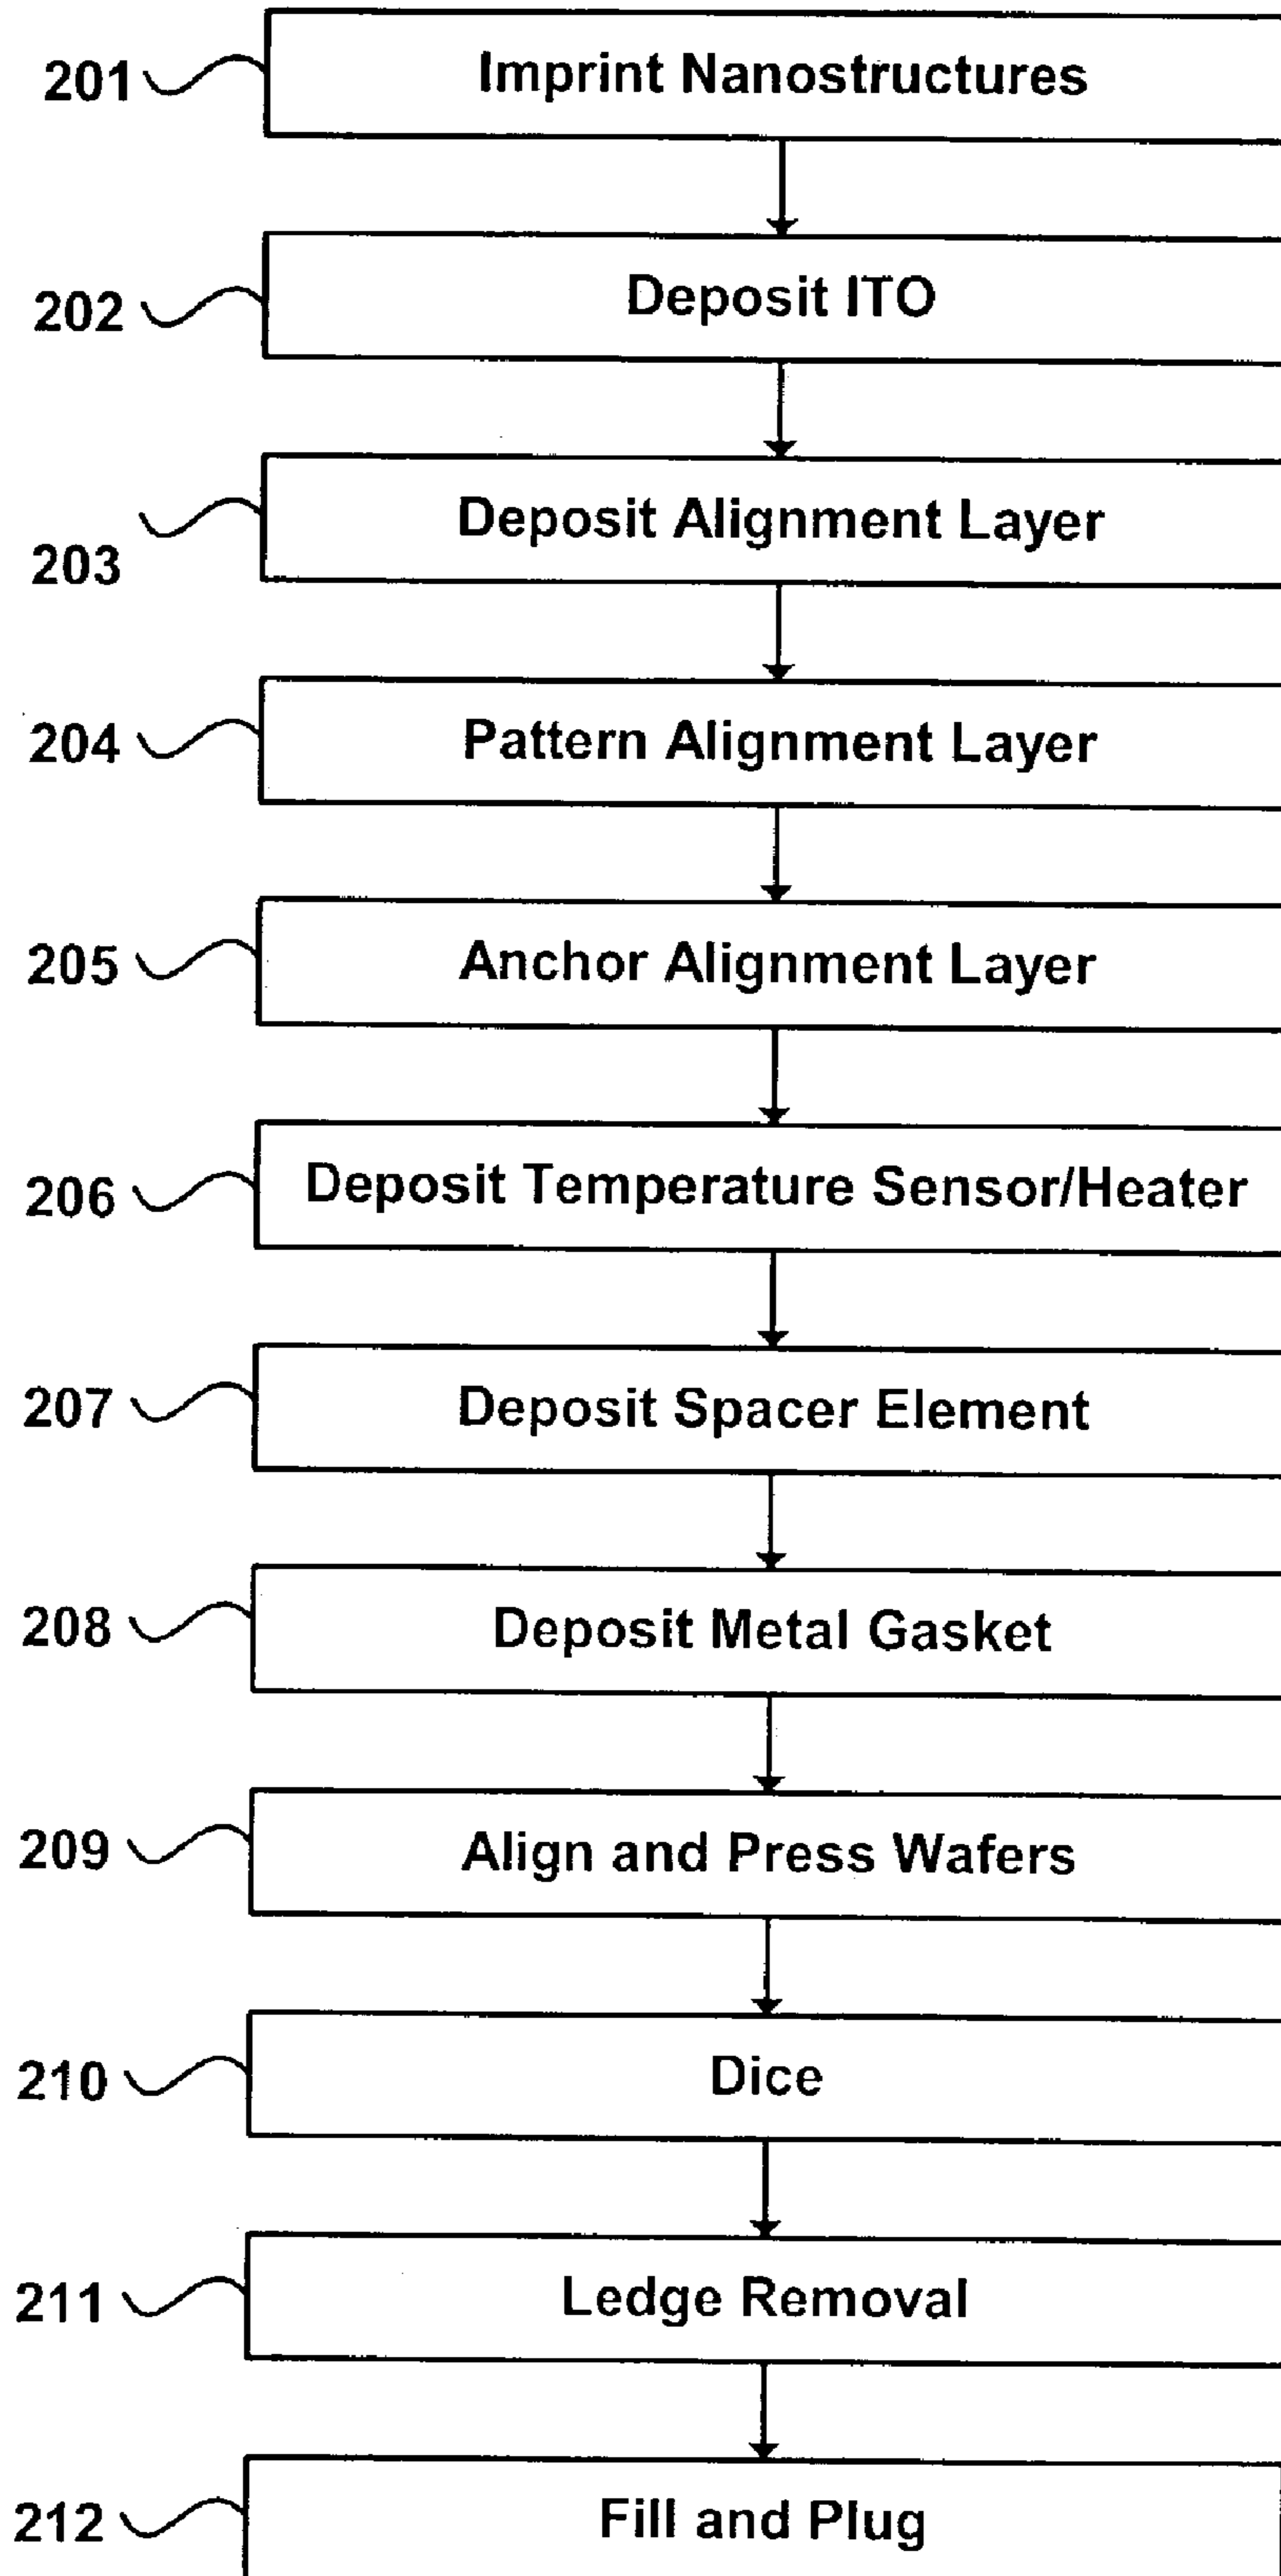 201 Imprint Nanostructures
202 Deposit ITO
203 Deposit Alignment Layer
204 Pattern Alignment Layer
205 Anchor Alignment Layer
206 Deposit Temperature Sensor/Heater
207 Deposit Spacer Element
208 Deposit Metal Gasket
209 Align and Press Wafers
210 Dice
211 Ledge Removal
212 Fill and Plug